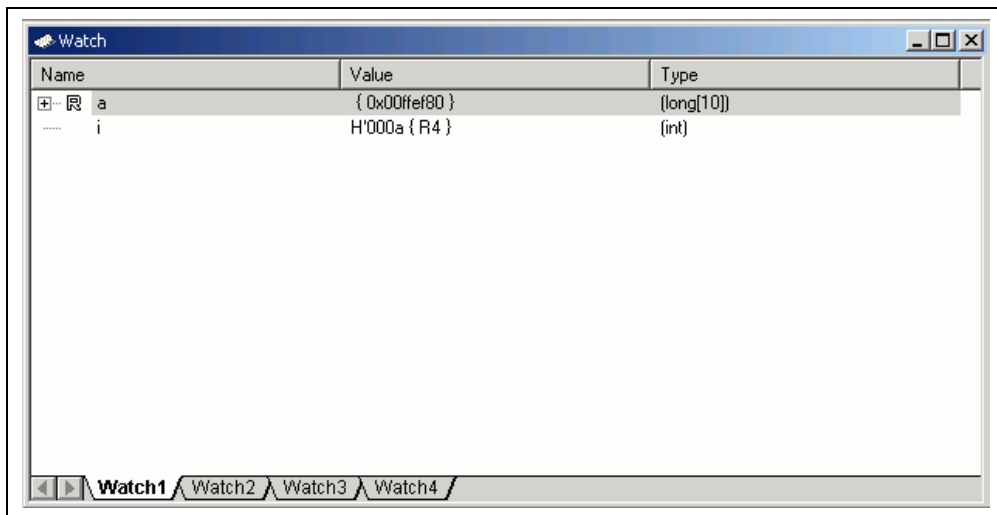 Watch
Name Value Type
R a { 0x00ffef80 } (long[10])
i H'000a { R4 } (int)
Watch1 Watch2 Watch3 Watch4